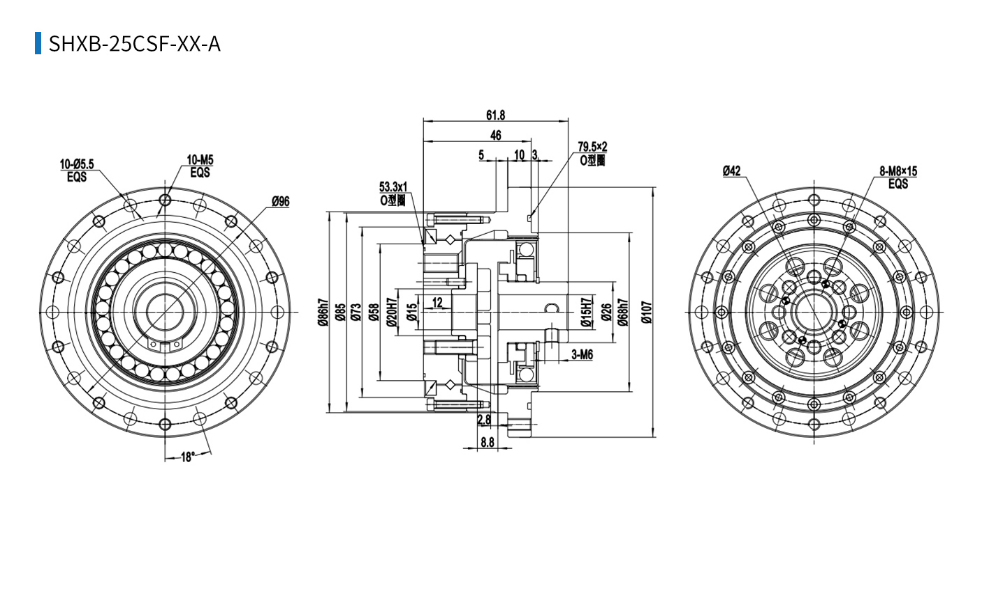 SHXB-25CSF-XX-A
61.8
46
5
10
3
79.5×2
O型圈
10-Ø5.5
EQS
10-M5
EQS
Ø96
53.3x1
O型圈
Ø42
8-M8×15
EQS
Ø86h7
Ø85
Ø73
Ø58
Ø20H7
Ø15
12
Ø15H7
Ø26
Ø68h7
Ø107
3-M6
2.8
8.8
18°